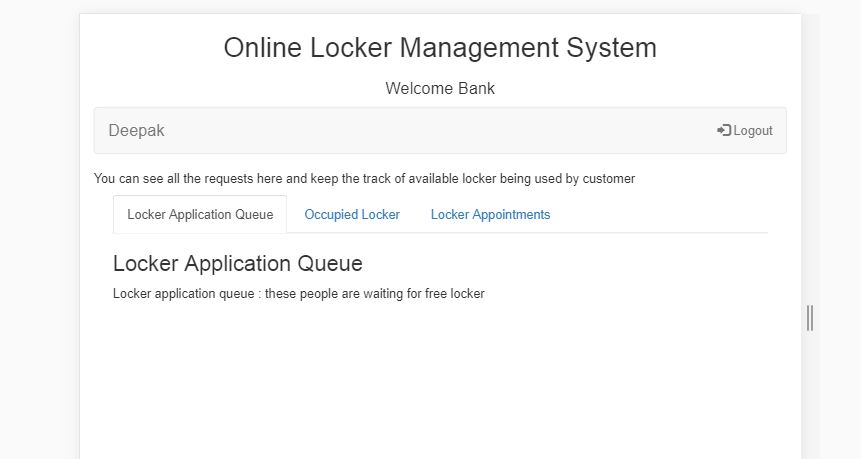 Online Locker Management System
Welcome Bank
Deepak Logout
You can see all the requests here and keep the track of available locker being used by customer
Locker Application Queue Occupied Locker Locker Appointments
Locker Application Queue
Locker application queue : these people are waiting for free locker